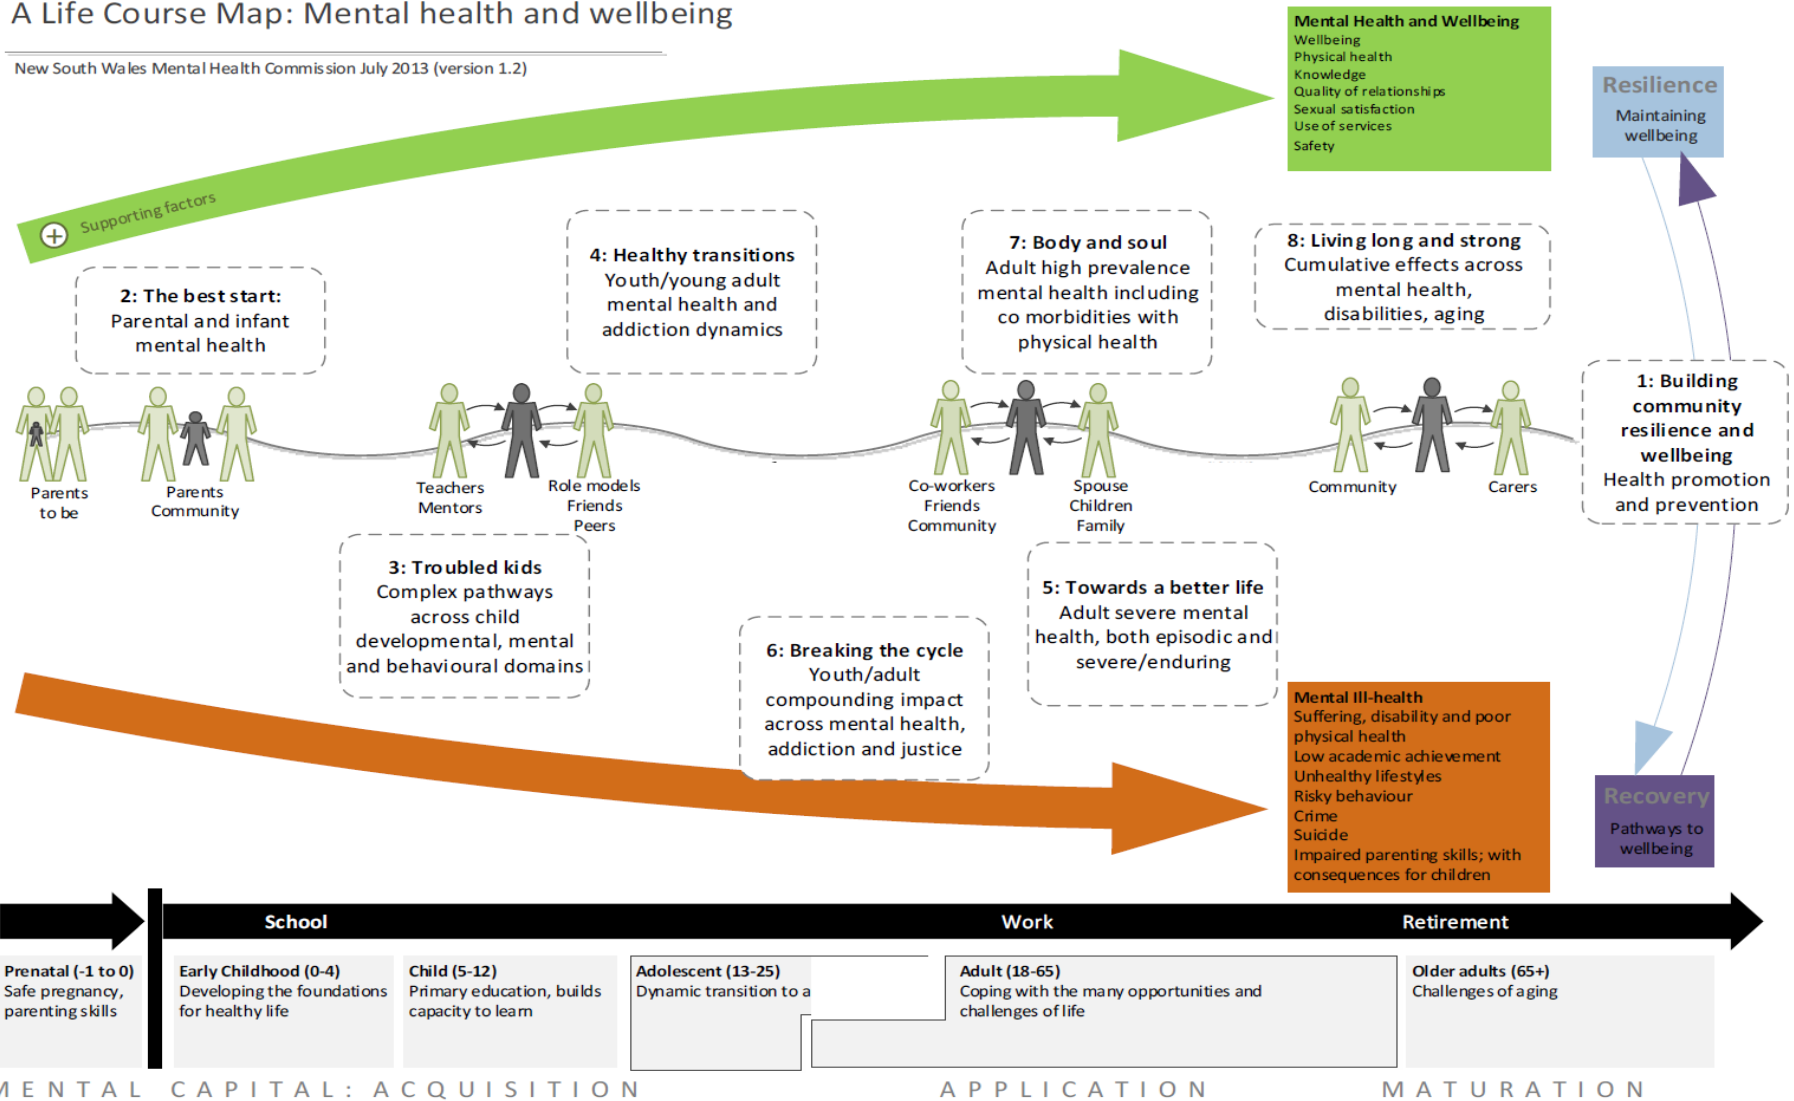 A Life Course Map: Mental health and wellbeing
New South Wales Mental Health Commission July 2013 (version 1.2)
Mental Health and Wellbeing
Wellbeing
Physical health
Knowledge
Quality of relationships
Sexual satisfaction
Use of services
Safety
Resilience
Maintaining
wellbeing
+
Supporting factors
2: The best start:
Parental and infant
mental health
4: Healthy transitions
Youth/young adult
mental health and
addiction dynamics
7: Body and soul
Adult high prevalence
mental health including
co morbidities with
physical health
8: Living long and strong
Cumulative effects across
mental health,
disabilities, aging
1: Building
community
resilience and
wellbeing
Health promotion
and prevention
Parents
to be
Parents
Community
Teachers
Mentors
Role models
Friends
Peers
Co-workers
Friends
Community
Spouse
Children
Family
Community
Carers
3: Troubled kids
Complex pathways
across child
developmental, mental
and behavioural domains
6: Breaking the cycle
Youth/adult
compounding impact
across mental health,
addiction and justice
5: Towards a better life
Adult severe mental
health, both episodic and
severe/enduring
Mental Ill-health
Suffering, disability and poor
physical health
Low academic achievement
Unhealthy lifestyles
Risky behaviour
Crime
Suicide
Impaired parenting skills; with
consequences for children
Recovery
Pathways to
wellbeing
School
Work
Retirement
Prenatal (-1 to 0)
Safe pregnancy,
parenting skills
Early Childhood (0-4)
Developing the foundations
for healthy life
Child (5-12)
Primary education, builds
capacity to learn
Adolescent (13-25)
Dynamic transition to a
Adult (18-65)
Coping with the many opportunities and
challenges of life
Older adults (65+)
Challenges of aging
MENTAL CAPITAL: ACQUISITION
APPLICATION
MATURATION